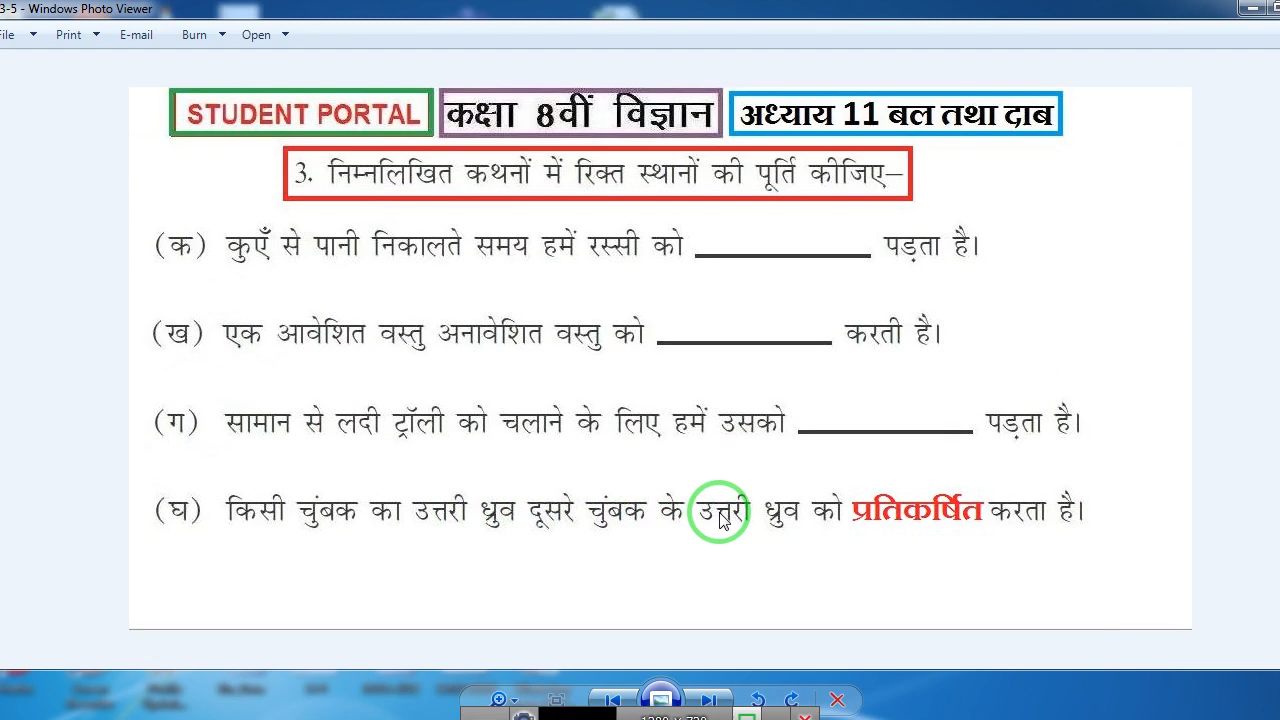 3-5 - Windows Photo Viewer
File Print E-mail Burn Open
STUDENT PORTAL कक्षा 8वीं विज्ञान अध्याय 11 बल तथा दाब
3. निम्नलिखित कथनों में रिक्त स्थानों की पूर्ति कीजिए–
(क) कुएँ से पानी निकालते समय हमें रस्सी को ____________ पड़ता है।
(ख) एक आवेशित वस्तु अनावेशित वस्तु को ____________ करती है।
(ग) सामान से लदी ट्रॉली को चलाने के लिए हमें उसको ____________ पड़ता है।
(घ) किसी चुंबक का उत्तरी ध्रुव दूसरे चुंबक के उत्तरी ध्रुव को प्रतिकर्षित करता है।